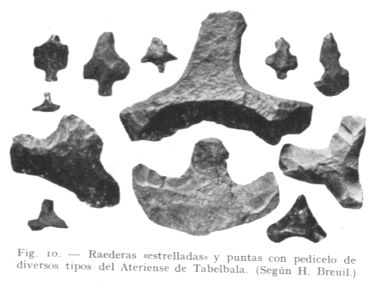 Fig. 10. — Raederas «estrelladas» y puntas con pedicelo de
diversos tipos del Ateriense de Tabelbala. (Según H. Breuil.)